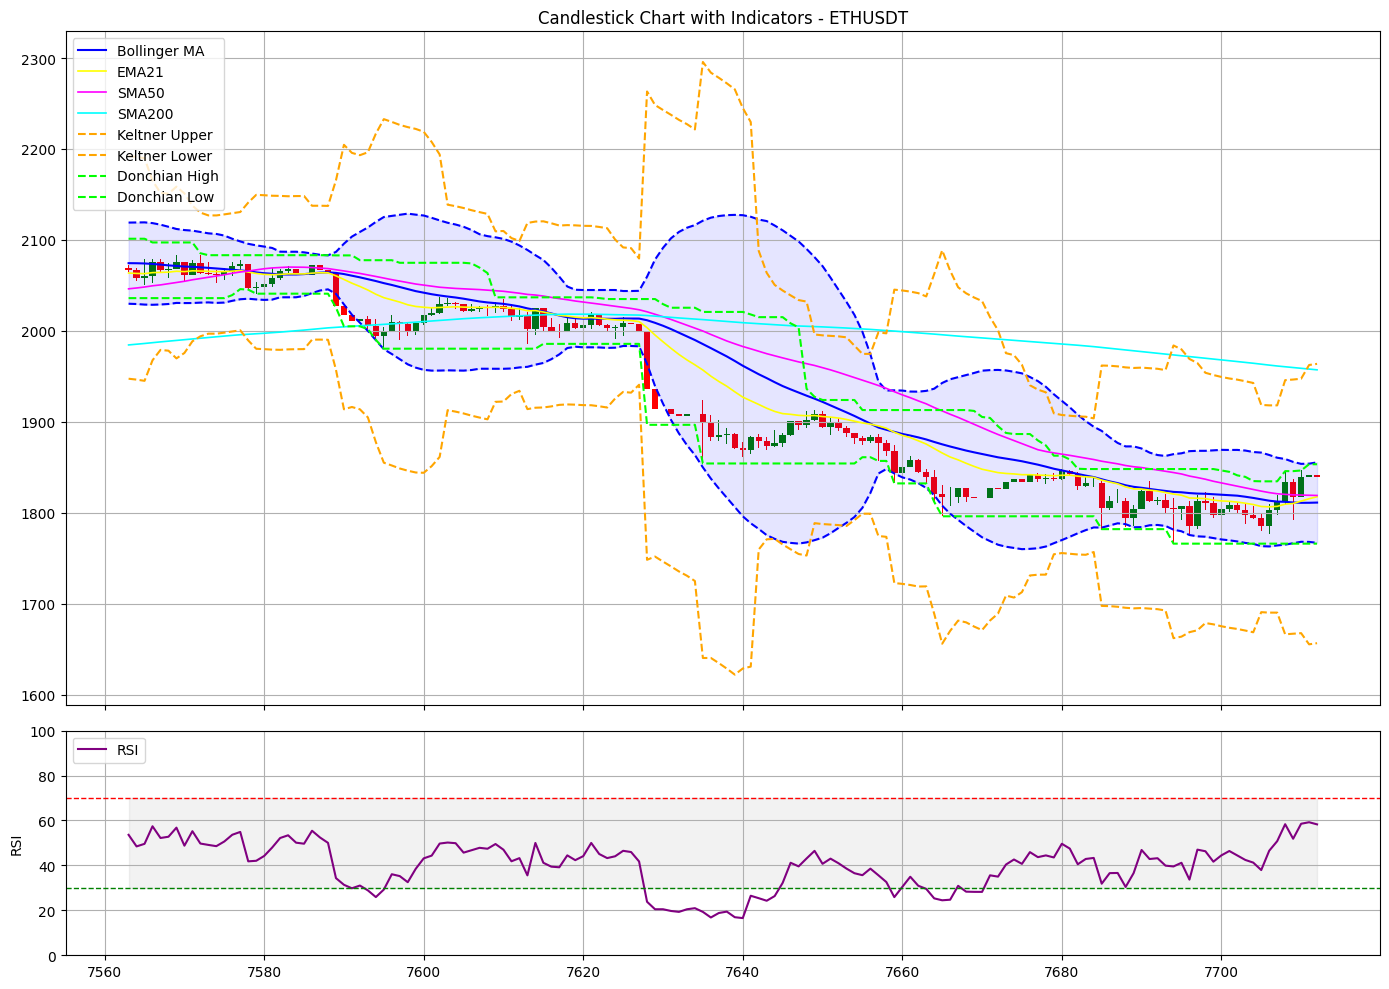 Candlestick Chart with Indicators - ETHUSDT
Bollinger MA
EMA21
SMA50
SMA200
Keltner Upper
Keltner Lower
Donchian High
Donchian Low
2300
2200
2100
2000
1900
1800
1700
1600
RSI
RSI
100
80
60
40
20
0
7560 7580 7600 7620 7640 7660 7680 7700